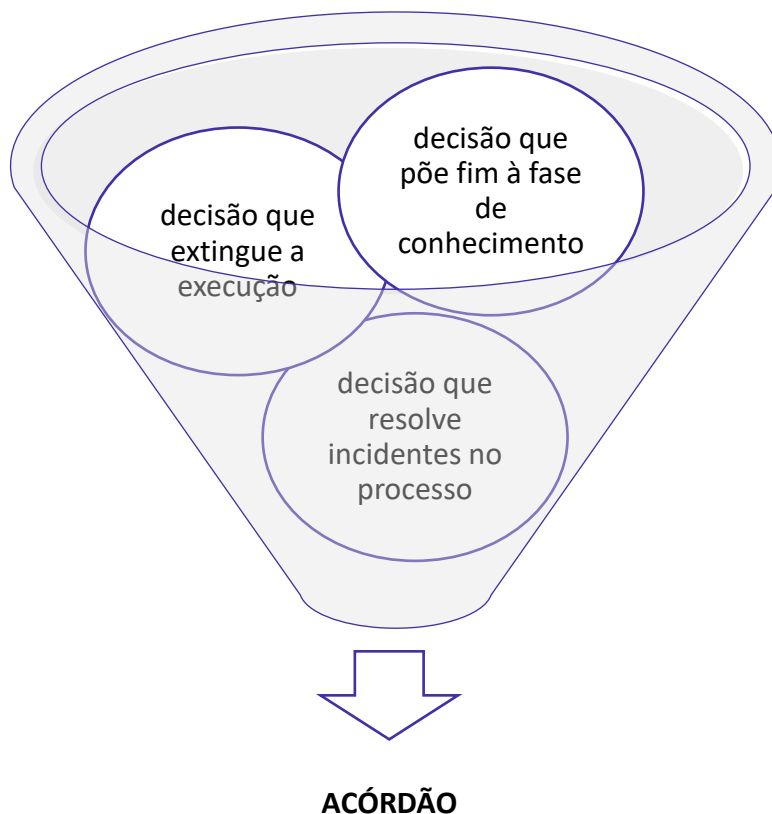 decisão que
extingue a
execução
decisão que
põe fim à fase
de
conhecimento
decisão que
resolve
incidentes no
processo
ACÓRDÃO